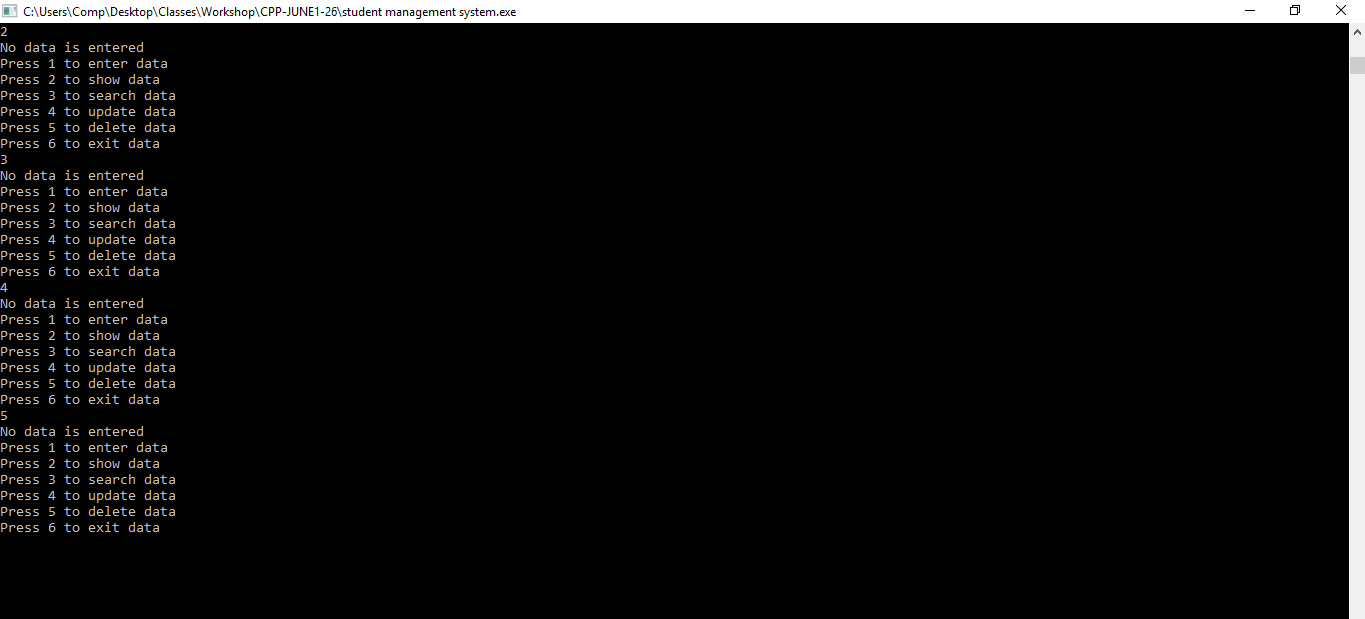 C:\Users\Comp\Desktop\Classes\Workshop\CPP-JUNE1-26\student management system.exe
2
No data is entered
Press 1 to enter data
Press 2 to show data
Press 3 to search data
Press 4 to update data
Press 5 to delete data
Press 6 to exit data
3
No data is entered
Press 1 to enter data
Press 2 to show data
Press 3 to search data
Press 4 to update data
Press 5 to delete data
Press 6 to exit data
4
No data is entered
Press 1 to enter data
Press 2 to show data
Press 3 to search data
Press 4 to update data
Press 5 to delete data
Press 6 to exit data
5
No data is entered
Press 1 to enter data
Press 2 to show data
Press 3 to search data
Press 4 to update data
Press 5 to delete data
Press 6 to exit data